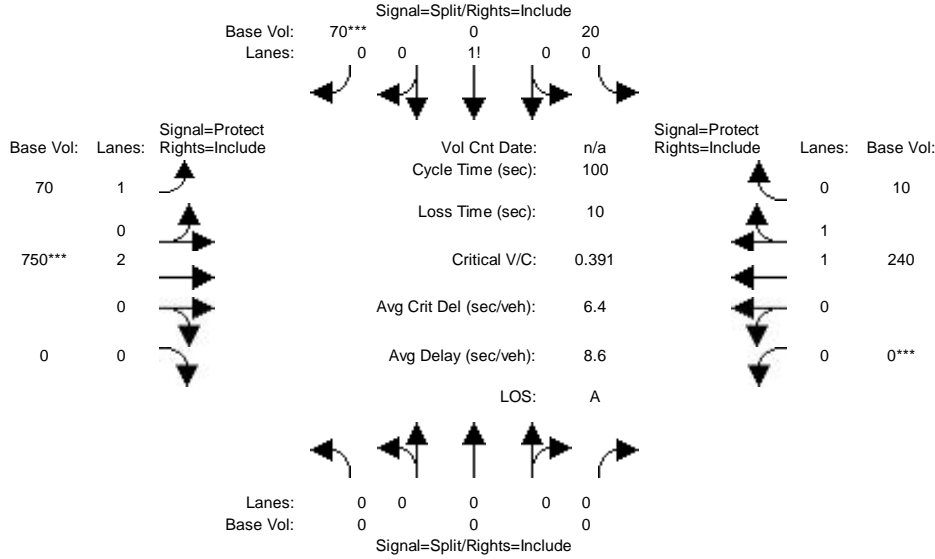 Signal=Split/Rights=Include
Base Vol: 70*** 0 20
Lanes: 0 0 1! 0 0
Signal=Protect
Base Vol: Lanes: Rights=Include
Vol Cnt Date: n/a
Signal=Protect
Rights=Include Lanes: Base Vol:
Cycle Time (sec): 100
70 1
0 10
Loss Time (sec): 10
0
1
750*** 2
Critical V/C: 0.391
1 240
0
Avg Crit Del (sec/veh): 6.4
0
0 0
Avg Delay (sec/veh): 8.6
0 0***
LOS: A
Lanes: 0 0 0 0 0
Base Vol: 0 0 0
Signal=Split/Rights=Include